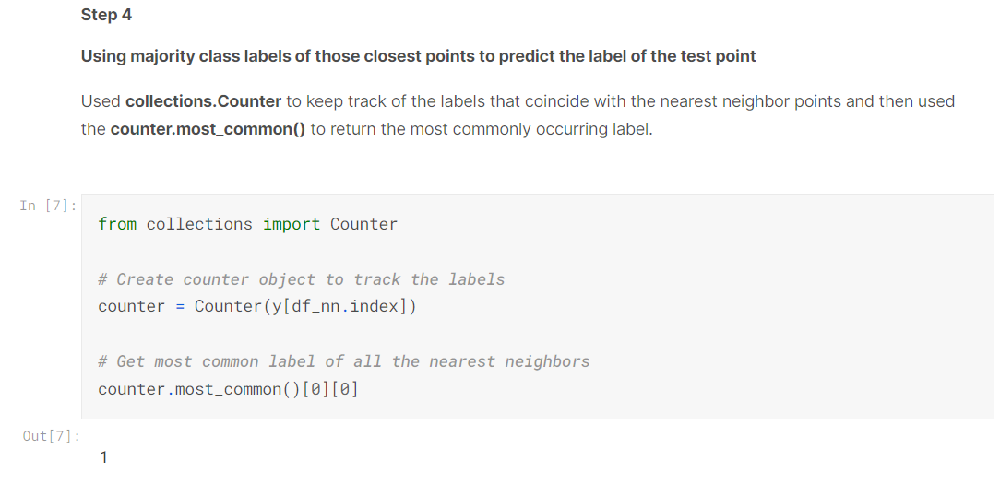 Step 4
Using majority class labels of those closest points to predict the label of the test point
Used collections.Counter to keep track of the labels that coincide with the nearest neighbor points and then used
the counter.most_common() to return the most commonly occurring label.
In [7]:
from collections import Counter
# Create counter object to track the labels
counter = Counter(y[df_nn.index])
# Get most common label of all the nearest neighbors
counter.most_common()[0][0]
Out[7]:
1